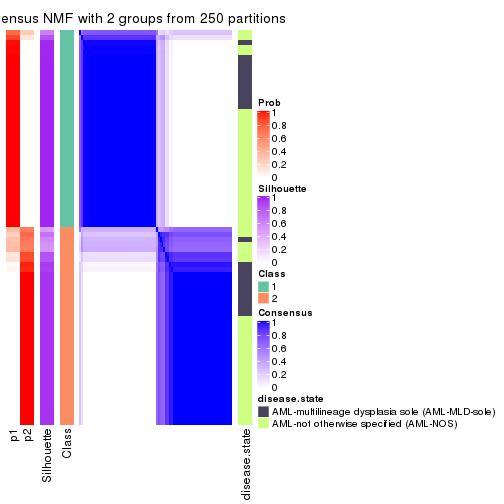 ensus NMF with 2 groups from 250 partitions
Prob
1
0.8
0.6
0.4
0.2
0
Silhouette
1
0.8
0.6
0.4
0.2
0
Class
1
2
Consensus
1
0.8
0.6
0.4
0.2
0
disease.state
AML-multilineage dysplasia sole (AML-MLD-sole)
AML-not otherwise specified (AML-NOS)
p1
p2
Silhouette
Class
disease.state